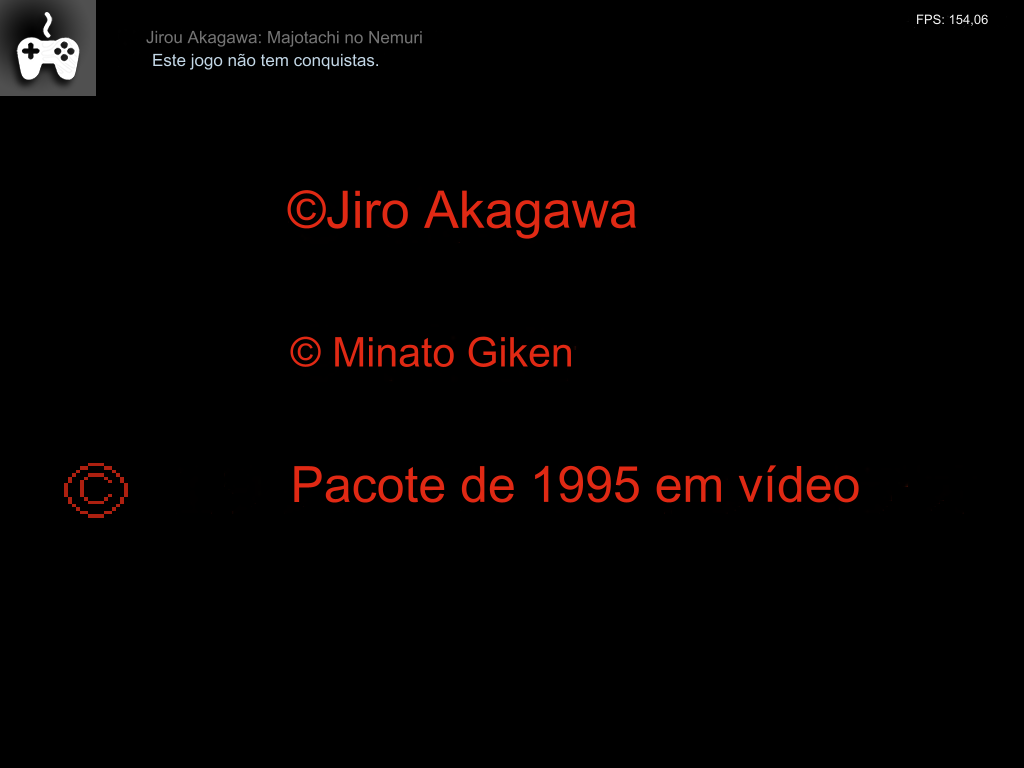 FPS: 154,06
Jirou Akagawa: Majotachi no Nemuri
Este jogo não tem conquistas.
©Jiro Akagawa
© Minato Giken
© Pacote de 1995 em vídeo